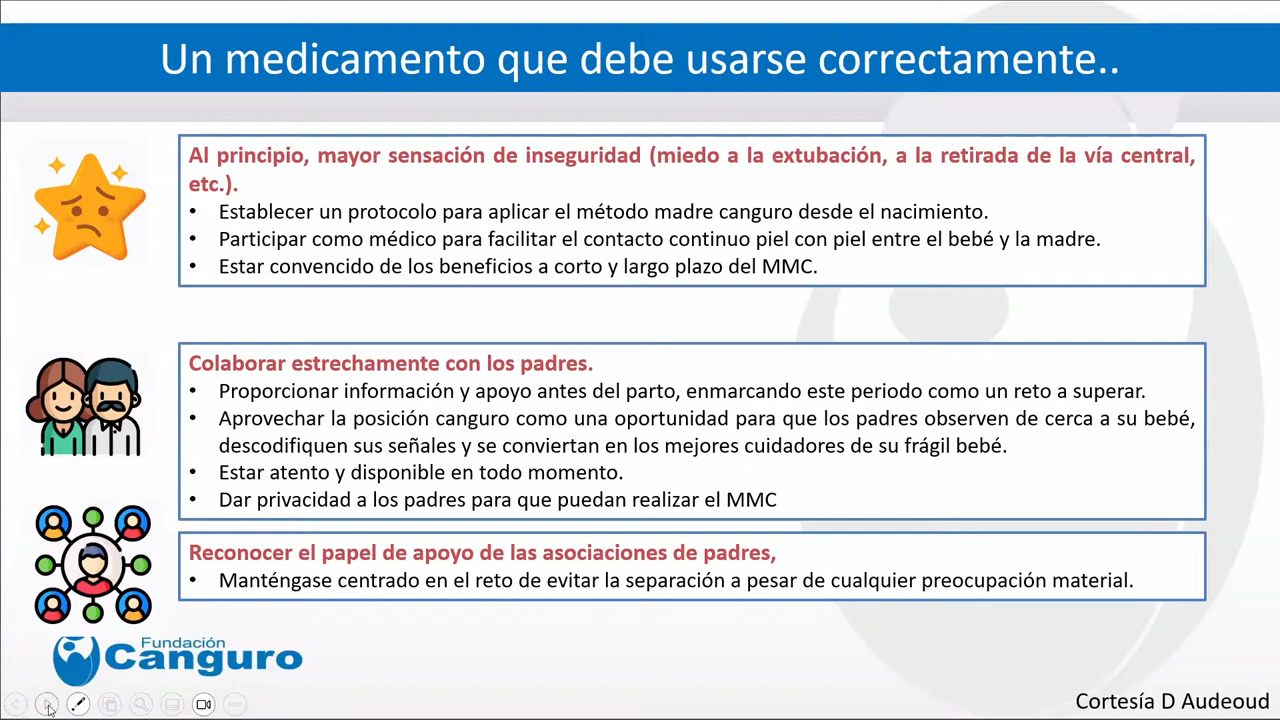 Un medicamento que debe usarse correctamente..
Al principio, mayor sensación de inseguridad (miedo a la extubación, a la retirada de la vía central,
etc.).
• Establecer un protocolo para aplicar el método madre canguro desde el nacimiento.
• Participar como médico para facilitar el contacto continuo piel con piel entre el bebé y la madre.
• Estar convencido de los beneficios a corto y largo plazo del MMC.
Colaborar estrechamente con los padres.
• Proporcionar información y apoyo antes del parto, enmarcando este periodo como un reto a superar.
• Aprovechar la posición canguro como una oportunidad para que los padres observen de cerca a su bebé,
descodifiquen sus señales y se conviertan en los mejores cuidadores de su frágil bebé.
• Estar atento y disponible en todo momento.
• Dar privacidad a los padres para que puedan realizar el MMC
Reconocer el papel de apoyo de las asociaciones de padres,
• Manténgase centrado en el reto de evitar la separación a pesar de cualquier preocupación material.
Fundación
Canguro
Cortesía D Audeoud